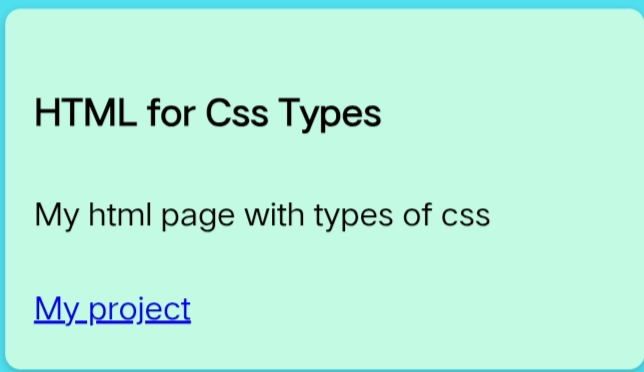 HTML for Css Types
My html page with types of css
My project